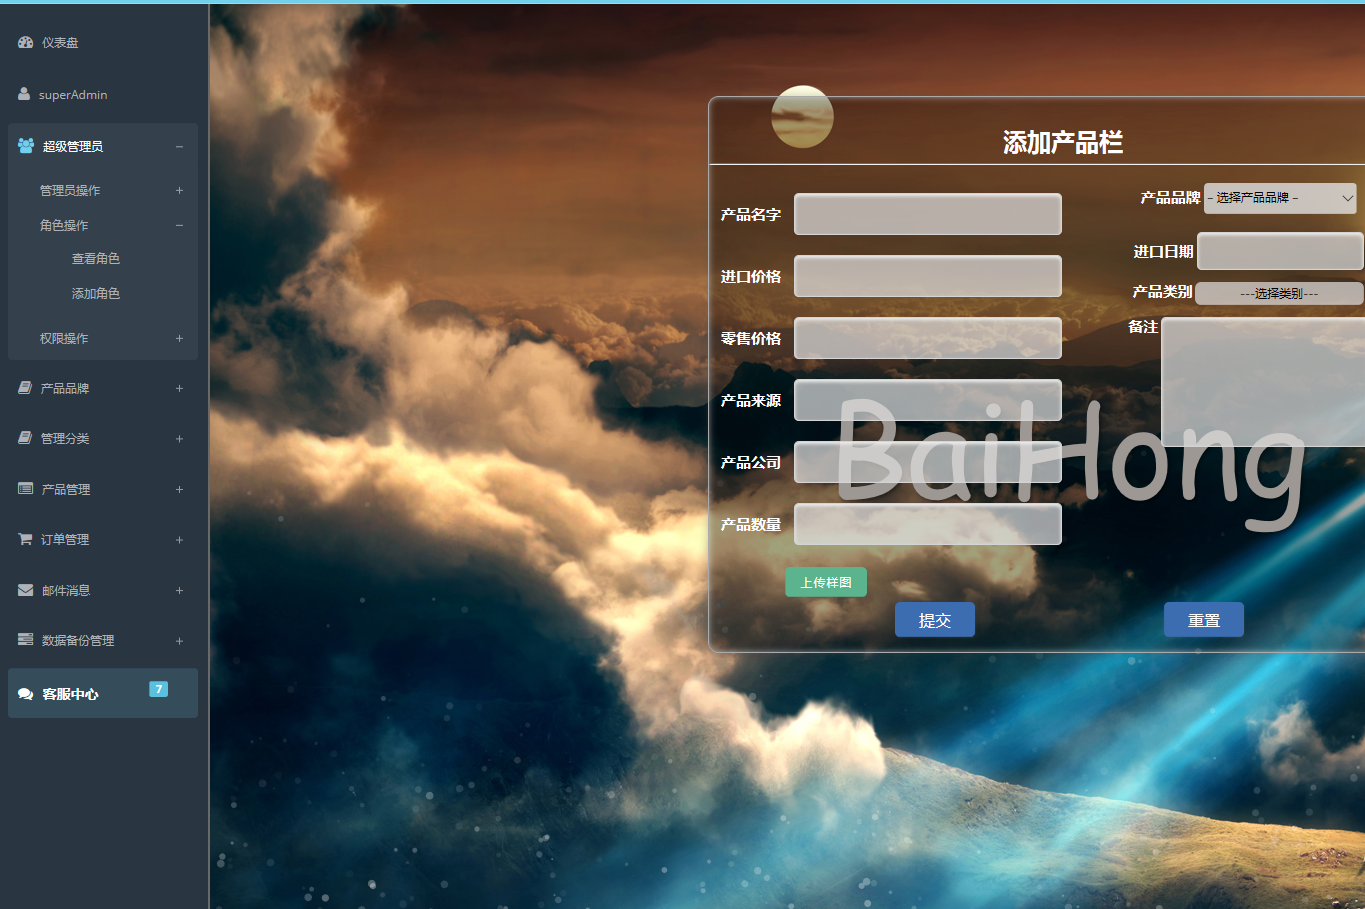 仪表盘
superAdmin
超级管理员 −
管理员操作 +
角色操作 −
查看角色
添加角色
权限操作 +
产品品牌 +
管理分类 +
产品管理 +
订单管理 +
邮件消息 +
数据备份管理 +
客服中心 7
添加产品栏
产品名字
进口价格
零售价格
产品来源
产品公司
产品数量
上传样图
产品品牌 – 选择产品品牌 –
进口日期
产品类别 ---选择类别---
备注
BaiHong
提交 重置